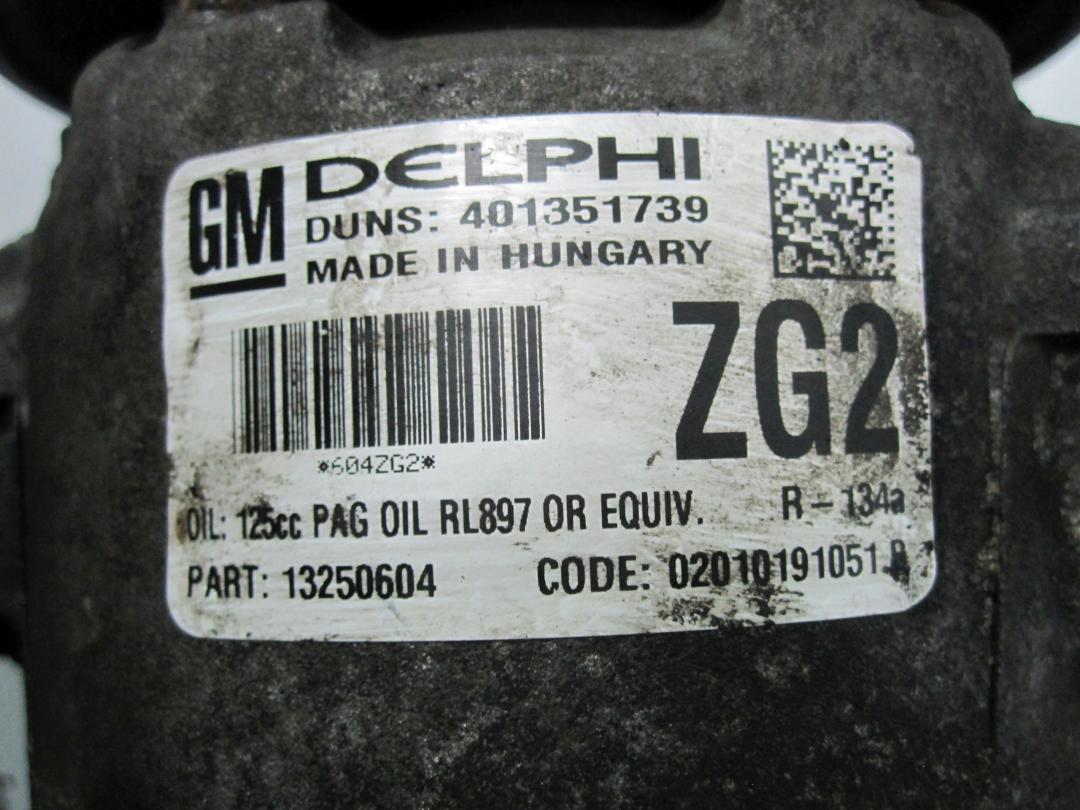 GM DELPHI
DUNS: 401351739
MADE IN HUNGARY
ZG2
*604ZG2*
OIL: 125cc PAG OIL RL897 OR EQUIV. R-134a
PART: 13250604 CODE: 02010191051